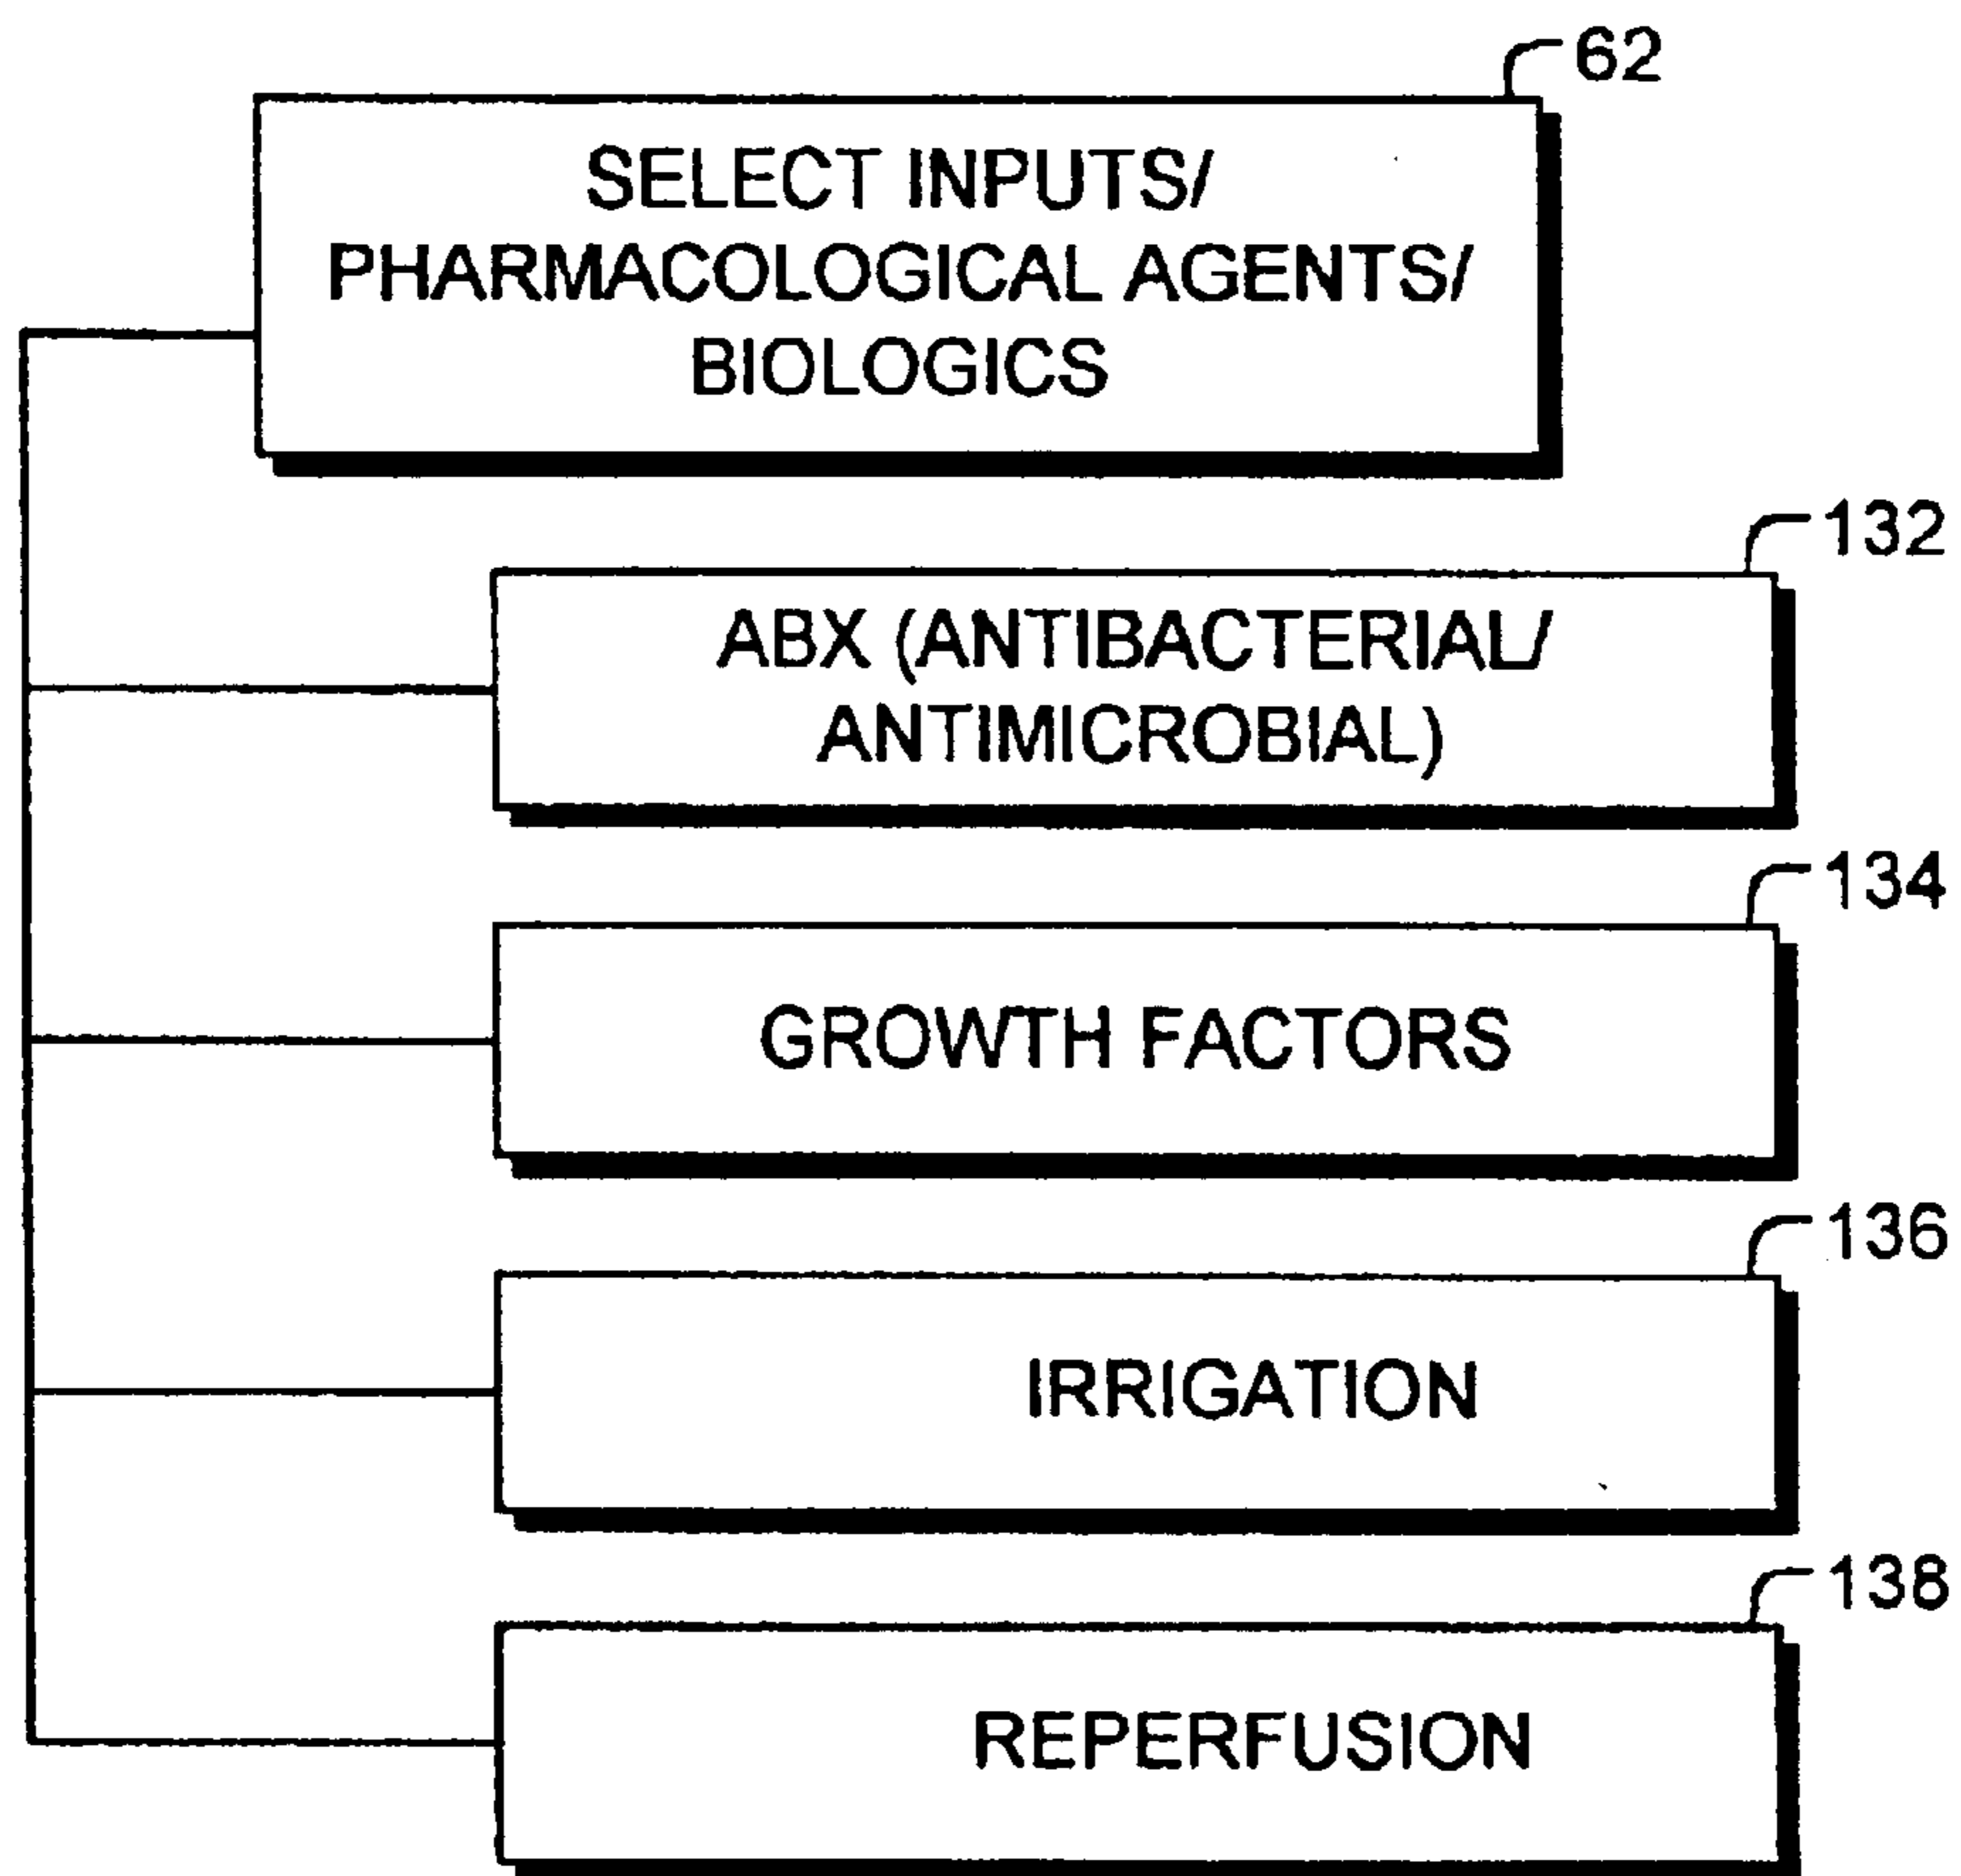 62
SELECT INPUTS/
PHARMACOLOGICAL AGENTS/
BIOLOGICS
132
ABX (ANTIBACTERIAL/
ANTIMICROBIAL)
134
GROWTH FACTORS
136
IRRIGATION
138
REPERFUSION